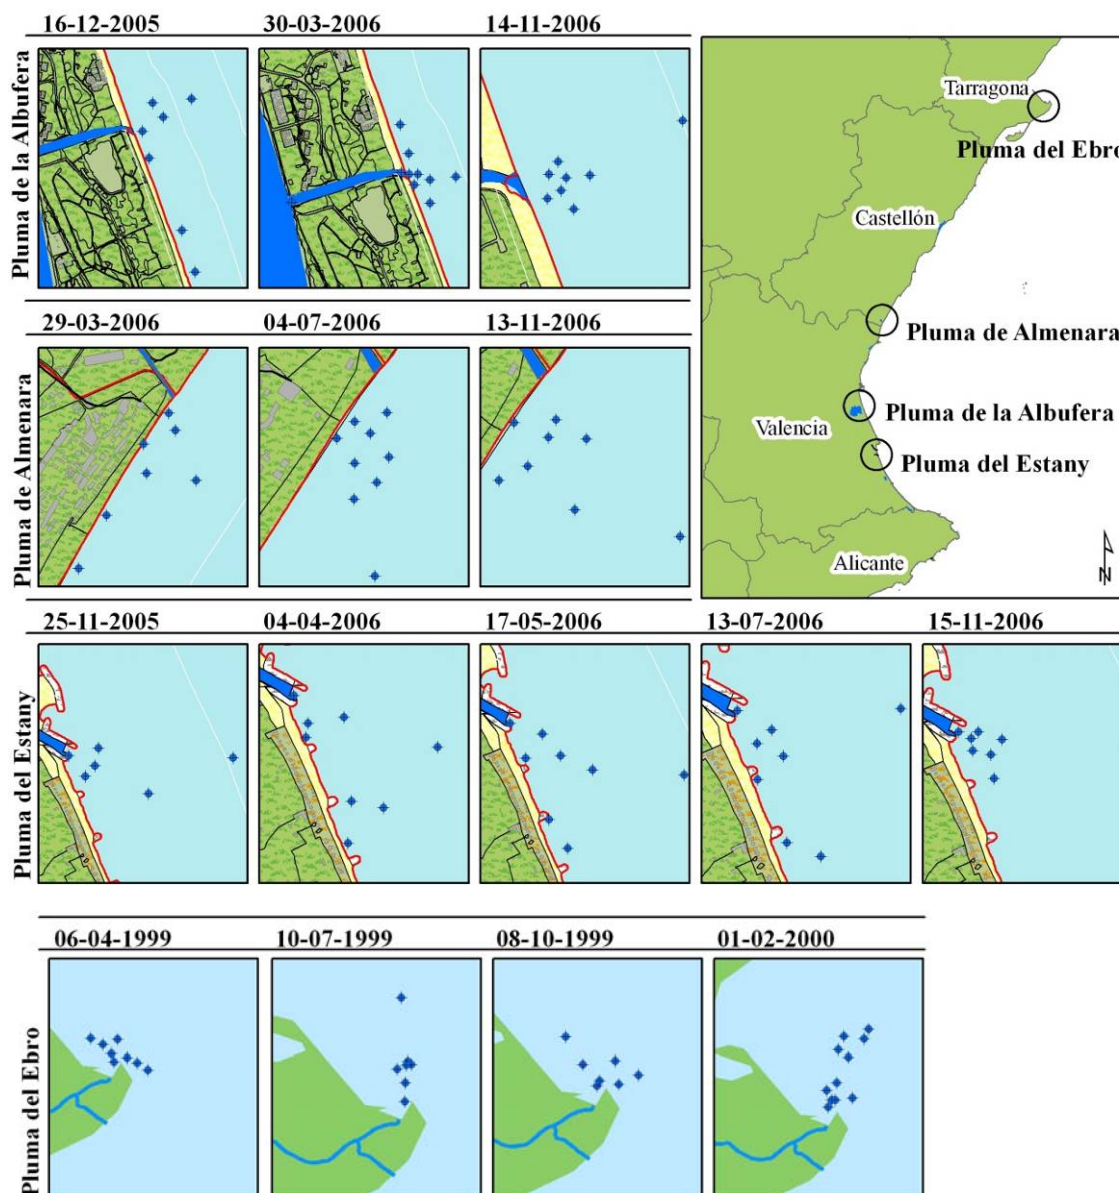 16-12-2005 30-03-2006 14-11-2006
Pluma de la Albufera
Tarragona
Pluma del Ebro
Castellón
Pluma de Almenara
Pluma de la Albufera
Valencia
Pluma del Estany
Alicante
N
29-03-2006 04-07-2006 13-11-2006
Pluma de Almenara
25-11-2005 04-04-2006 17-05-2006 13-07-2006 15-11-2006
Pluma del Estany
06-04-1999 10-07-1999 08-10-1999 01-02-2000
Pluma del Ebro